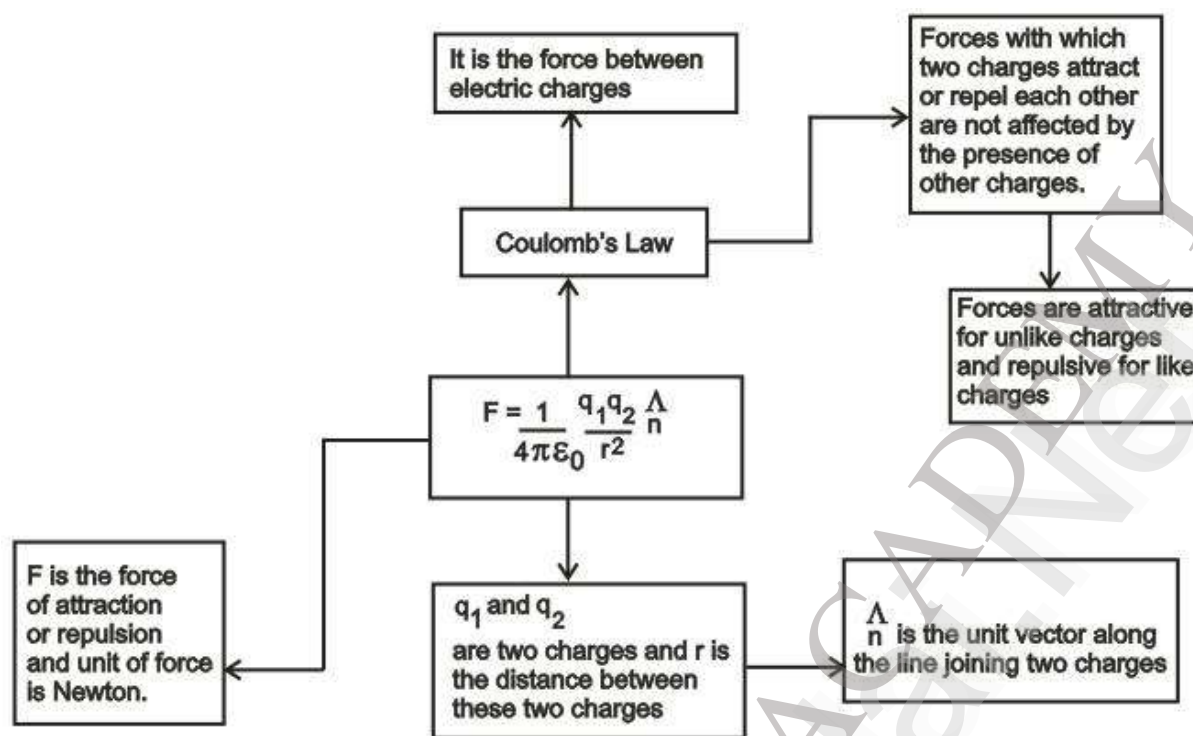 It is the force between
electric charges
Forces with which
two charges attract
or repel each other
are not affected by
the presence of
other charges.
Coulomb's Law
Forces are attractive
for unlike charges
and repulsive for like
charges
F = 1/4πε₀ q₁q₂/r² n̂
F is the force
of attraction
or repulsion
and unit of force
is Newton.
q₁ and q₂
are two charges and r is
the distance between
these two charges
n̂ is the unit vector along
the line joining two charges
ACADEMY